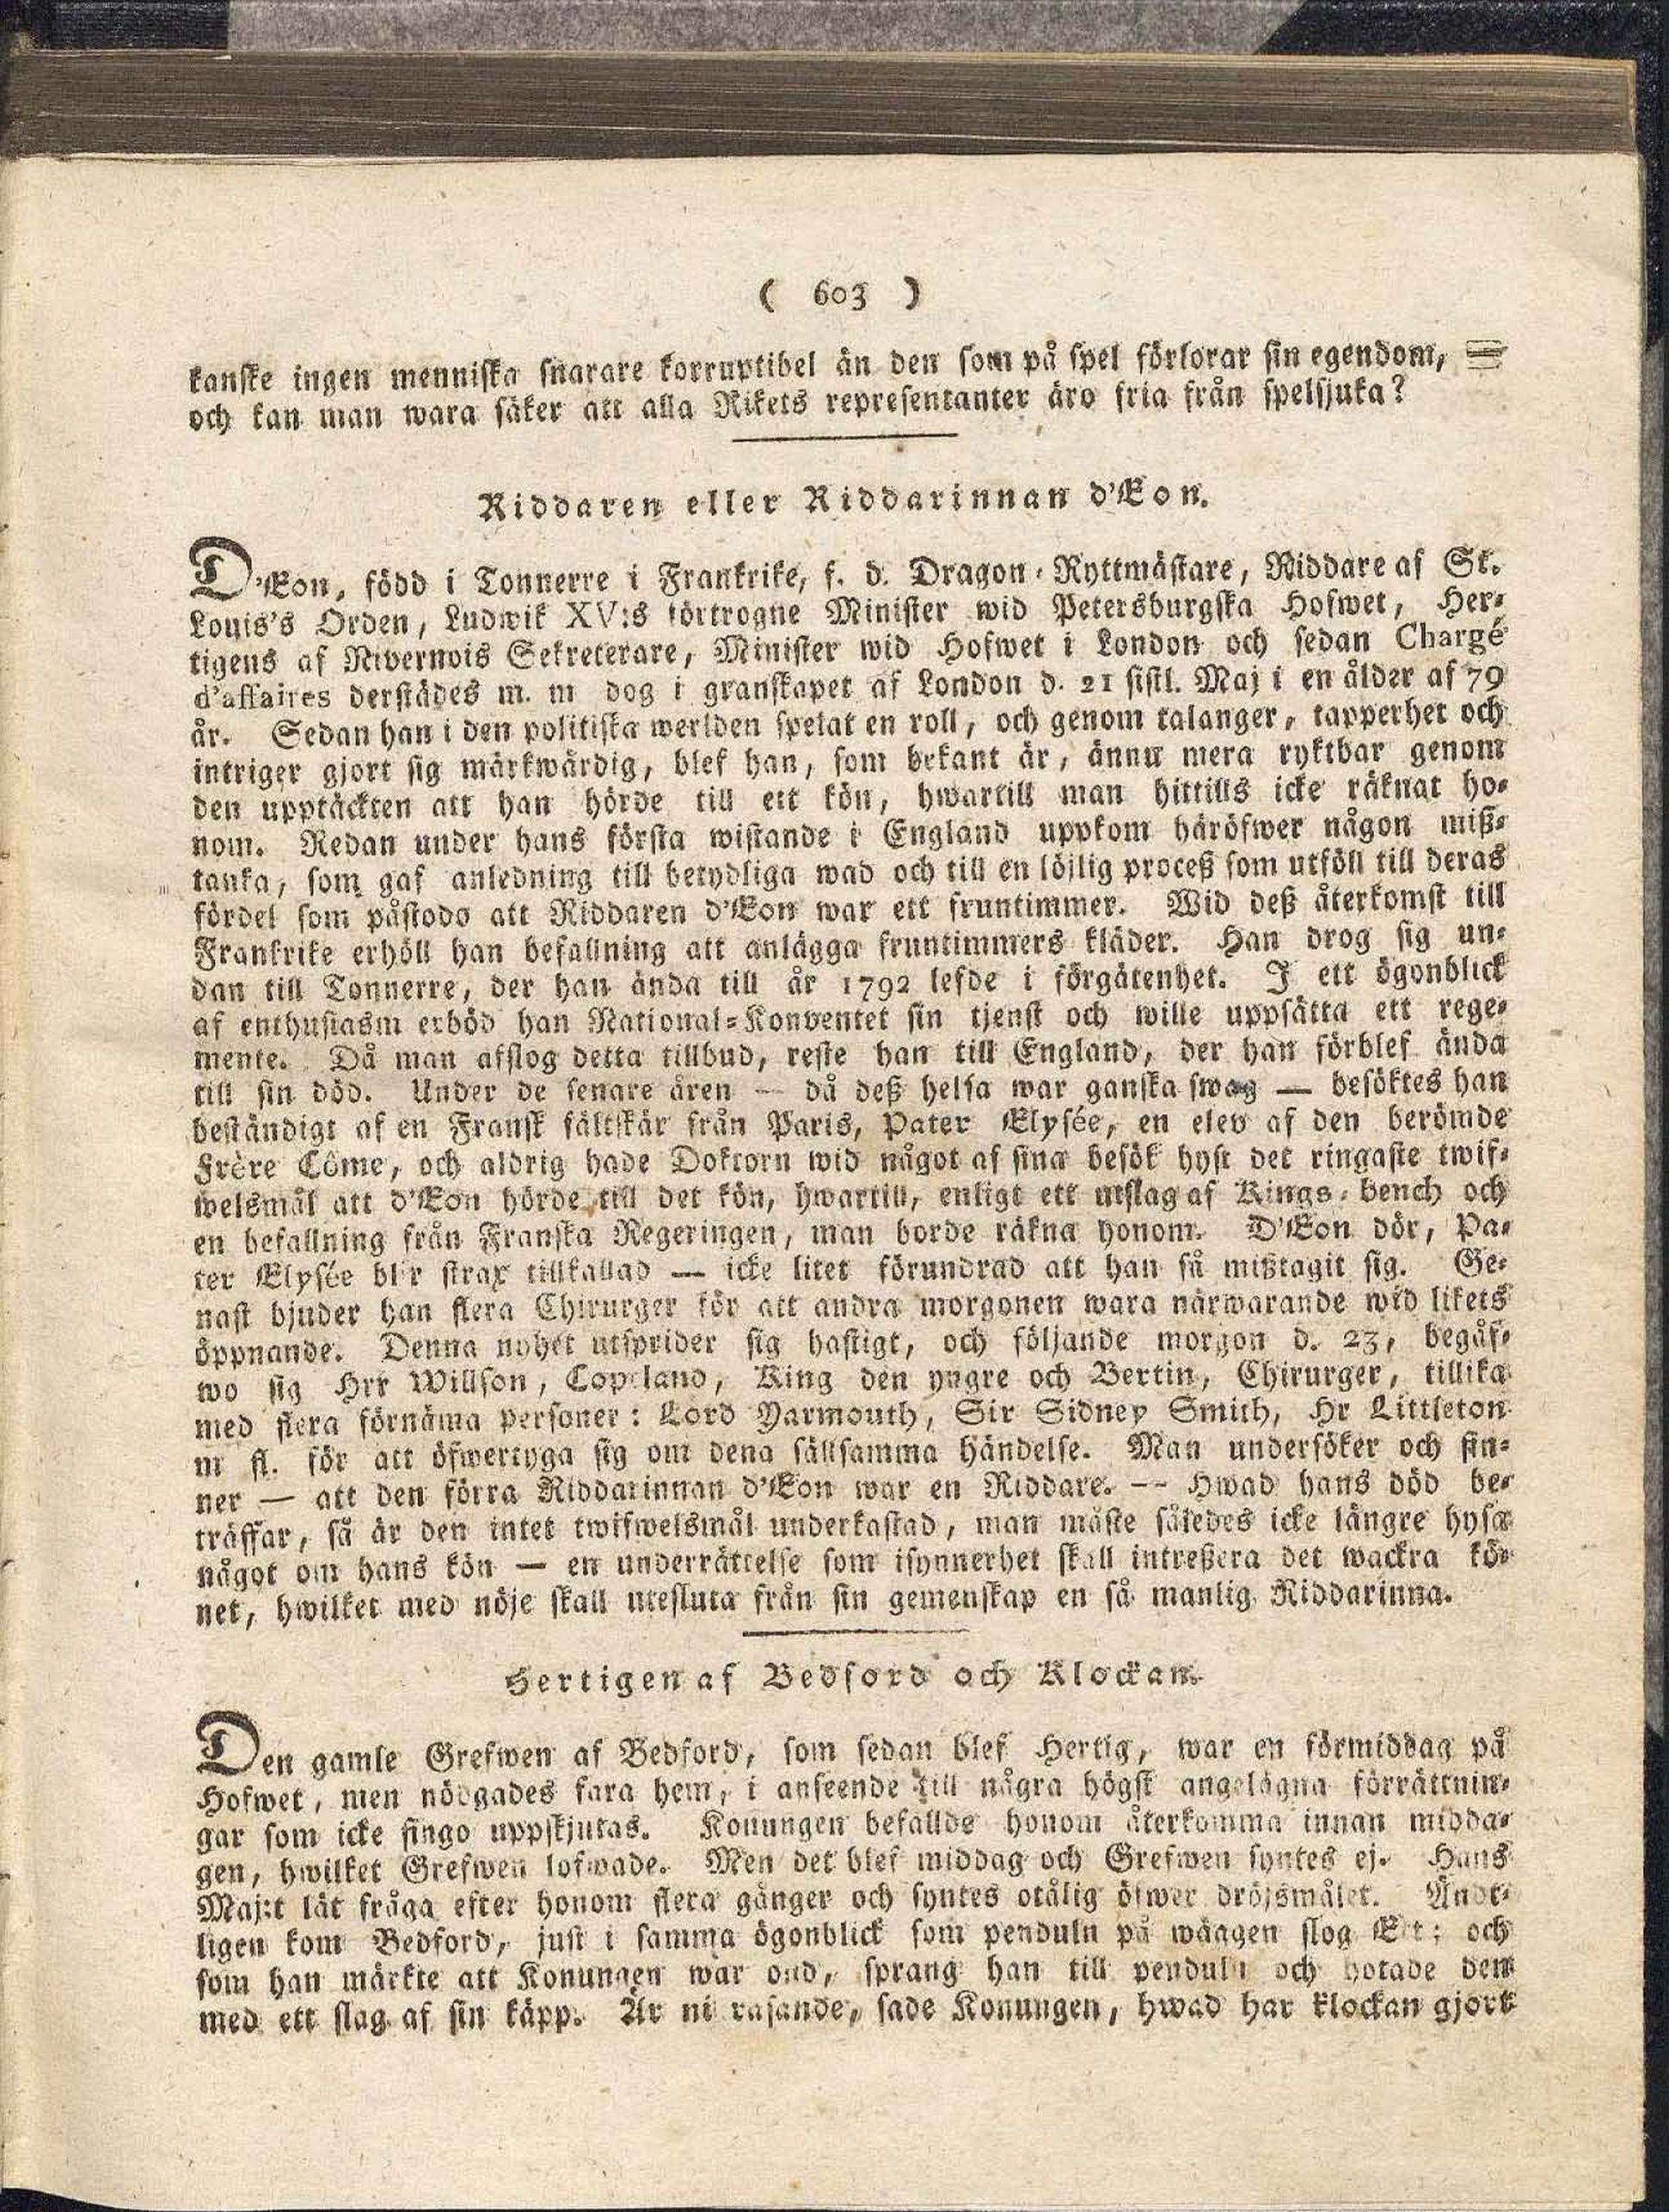 ( 603 )
kanske ingen menniska snarare korruptibel än den som på spel förlorar sin egendom, =
och kan man wara säker att alla Rikets representanter äro fria från spelsjuka?
Riddaren eller Riddarinnan d'Eon.
D'Eon, född i Tonnerre i Frankrike, f. d. Dragon-Ryttmästare, Riddare af St.
Louis's Orden, Ludwik XV:s förtrogne Minister wid Petersburgska Hofwet, Her-
tigens af Nivernois Sekreterare, Minister wid Hofwet i London och sedan Chargé
d'affaires derstädes m. m dog i granskapet af London d. 21 sistl. Maj i en ålder af 79
år. Sedan han i den politiska werlden spelat en roll, och genom talanger, tapperhet och
intriger gjort sig märkwärdig, blef han, som bekant är, ännu mera ryktbar genom
den upptäckten att han hörde till ett kön, hwartill man hittills icke räknat ho-
nom. Redan under hans första wistande i England uppkom häröfwer någon miß-
tanka, som gaf anledning till betydliga wad och till en löjlig proceß som utföll till deras
fördel som påstodo att Riddaren d'Eon war ett fruntimmer. Wid deß återkomst till
Frankrike erhöll han befallning att anlägga fruntimmers kläder. Han drog sig un-
dan till Tonnerre, der han ända till år 1792 lefde i förgätenhet. I ett ögonblick
af enthusiasm erböd han National-Konventet sin tjenst och wille uppsätta ett rege-
mente. Då man afslog detta tillbud, reste han till England, der han förblef ända
till sin död. Under de senare åren — då deß helsa war ganska swag — besöktes han
beständigt af en Fransk fältskär från Paris, Pater Elysée, en elev af den berömde
Frère Côme, och aldrig hade Doktorn wid något af sina besök hyst det ringaste twif-
welsmål att d'Eon hörde till det kön, hwartill, enligt ett utslag af Kings-bench och
en befallning från Franska Regeringen, man borde räkna honom. D'Eon dör, Pa-
ter Elysée blir strax tillkallad — icke litet förundrad att han så mißtagit sig. Ge-
nast bjuder han flera Chirurger för att andra morgonen wara närwarande wid likets
öppnande. Denna nyhet utsprider sig hastigt, och följande morgon d. 23, begåf-
wo sig Hrr Willson, Copeland, King den yngre och Bertin, Chirurger, tillika
med flera förnäma personer: Lord Yarmouth, Sir Sidney Smith, Hr Littleton
m fl. för att öfwertyga sig om dena sällsamma händelse. Man undersöker och fin-
ner — att den förra Riddarinnan d'Eon war en Riddare. -- Hwad hans död be-
träffar, så är den intet twifwelsmål underkastad, man måste således icke längre hysa
något om hans kön — en underrättelse som isynnerhet skall intreßera det wackra kö-
net, hwilket med nöje skall utesluta från sin gemenskap en så manlig Riddarinna.
Hertigen af Bedford och Klockan.
Den gamle Grefwen af Bedford, som sedan blef Hertig, war en förmiddag på
Hofwet, men nödgades fara hem, i anseende till några högst angelägna förrättnin-
gar som icke fingo uppskjutas. Konungen befallde honom återkomma innan midda-
gen, hwilket Grefwen lofwade. Men det blef middag och Grefwen syntes ej. Hans
Maj:t lät fråga efter honom flera gånger och syntes otålig öfwer dröjsmålet. Ändt-
ligen kom Bedford, just i samma ögonblick som penduln på wäggen slog Ett; och
som han märkte att Konungen war ond, sprang han till penduln och hotade den
med ett slag af sin käpp. Är ni rasande, sade Konungen, hwad har klockan gjort